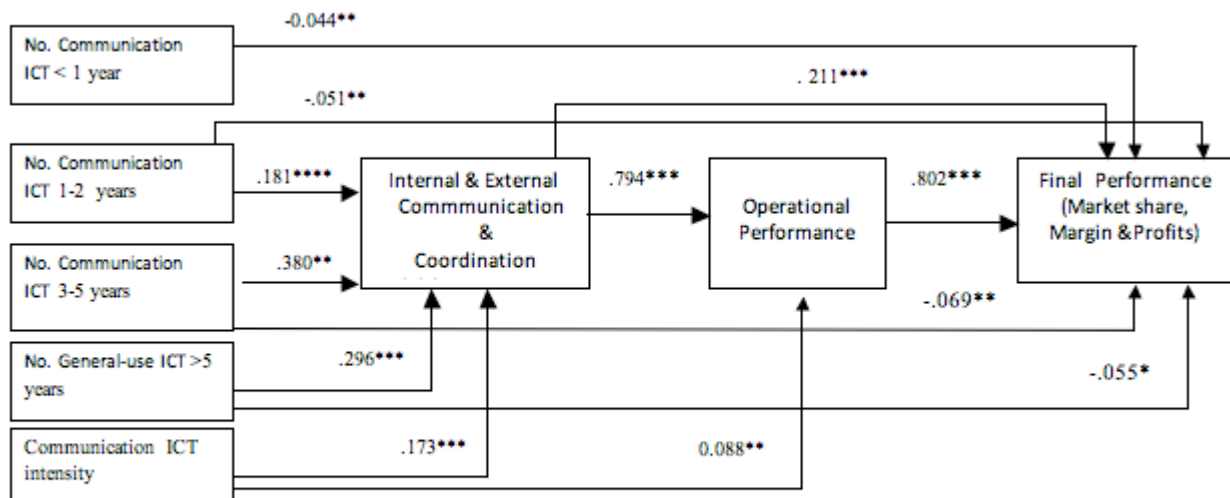 -0.044**
No. Communication
ICT < 1 year
. 211***
-.051**
No. Communication
ICT 1-2 years
.181****
Internal & External
Commmunication
&
Coordination
.794***
Operational
Performance
.802***
Final Performance
(Market share,
Margin &Profits)
No. Communication
ICT 3-5 years
.380**
-.069**
No. General-use ICT >5
years
.296***
-.055*
Communication ICT
intensity
.173***
0.088**